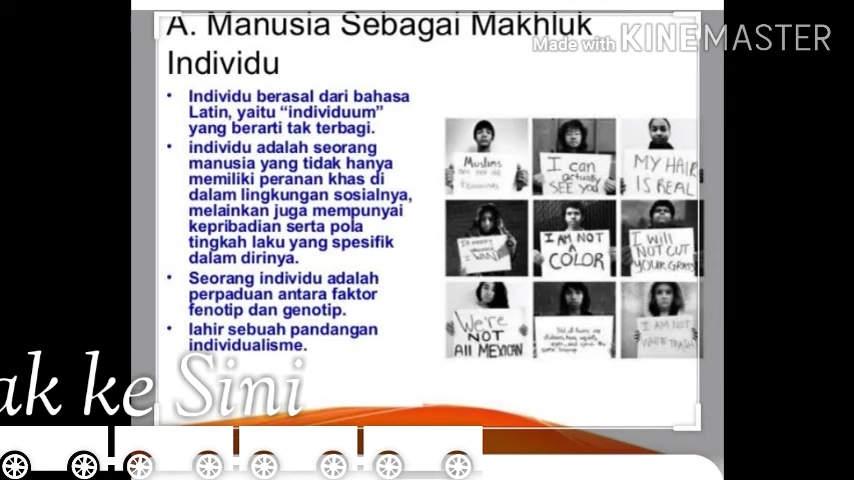 A. Manusia Sebagai Makhluk
Individu
Made with KINEMASTER
• Individu berasal dari bahasa
Latin, yaitu “individuum”
yang berarti tak terbagi.
• individu adalah seorang
manusia yang tidak hanya
memiliki peranan khas di
dalam lingkungan sosialnya,
melainkan juga mempunyai
kepribadian serta pola
tingkah laku yang spesifik
dalam dirinya.
• Seorang individu adalah
perpaduan antara faktor
fenotip dan genotip.
• lahir sebuah pandangan
individualisme.
Muslims
are not all
I can
actually
SEE you
MY HAIR
IS REAL
I AM NOT
A
COLOR
I will
NOT CUT
YOUR GRASS
We're
NOT
All MEXICAN
I AM NOT
WHITE TRASH
ak ke Sini